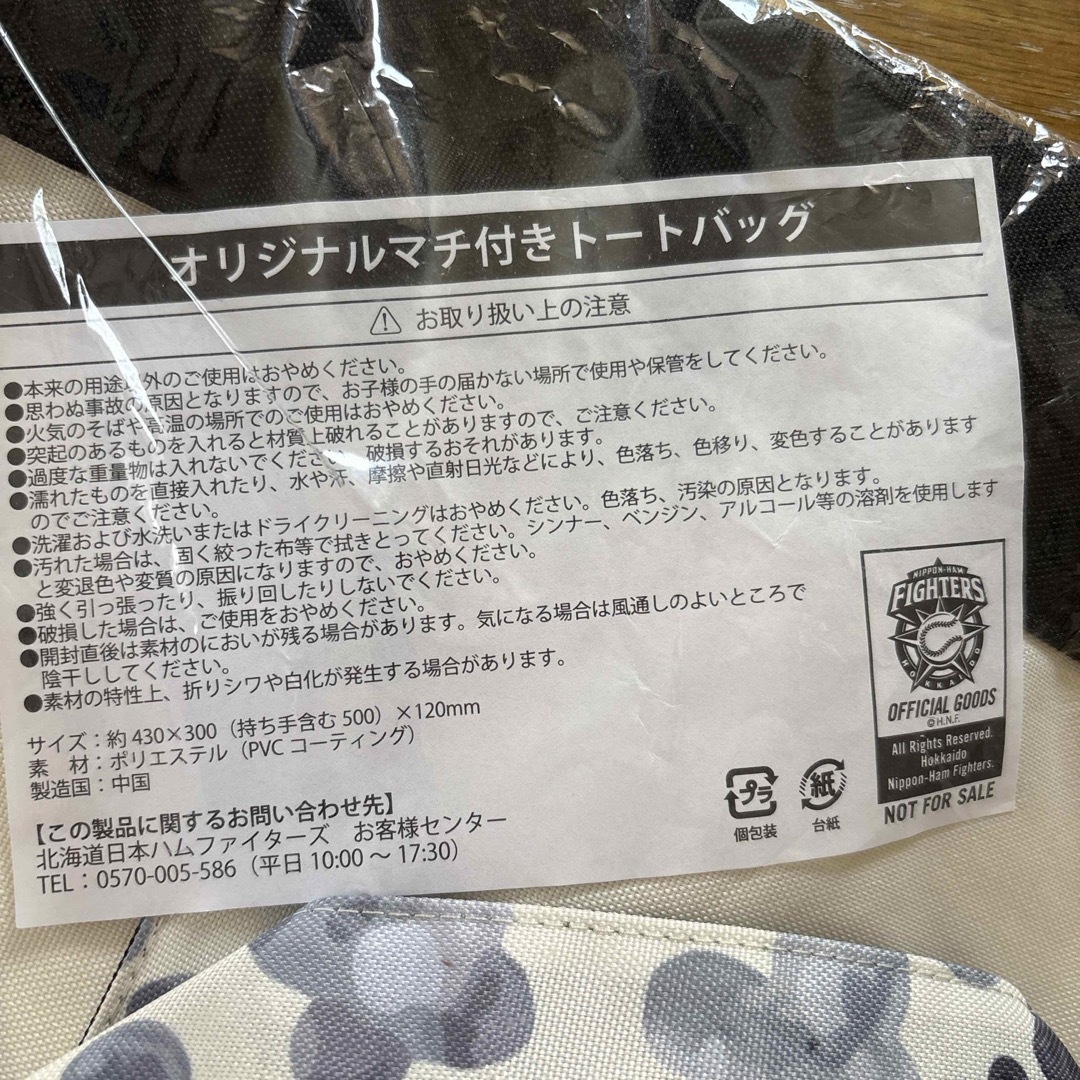 オリジナルマチ付きトートバッグ
お取り扱い上の注意
●本来の用途以外のご使用はおやめください。
●思わぬ事故の原因となりますので、お子様の手の届かない場所で使用や保管をしてください。
●火気のそばや高温の場所でのご使用はおやめください。
●突起のあるものを入れると材質上破れることがありますので、ご注意ください。
●過度な重量物は入れないでください。破損するおそれがあります。
●濡れたものを直接入れたり、水や汗、摩擦や直射日光などにより、色落ち、色移り、変色することがあります
のでご注意ください。
●洗濯および水洗いまたはドライクリーニングはおやめください。色落ち、汚染の原因となります。
●汚れた場合は、固く絞った布等で拭きとってください。シンナー、ベンジン、アルコール等の溶剤を使用します
と変退色や変質の原因になりますので、おやめください。
●強く引っ張ったり、振り回したりしないでください。
●破損した場合は、ご使用をおやめください。
●開封直後は素材のにおいが残る場合があります。気になる場合は風通しのよいところで
陰干ししてください。
●素材の特性上、折りシワや白化が発生する場合があります。
サイズ：約 430×300（持ち手含む 500）×120mm
素　材：ポリエステル（PVC コーティング）
製造国：中国
【この製品に関するお問い合わせ先】
北海道日本ハムファイターズ　お客様センター
TEL：0570-005-586（平日 10:00 〜 17:30）
プラ
個包装
紙
台紙
NIPPON-HAM
FIGHTERS
HOKKAIDO
OFFICIAL GOODS
©H.N.F.
All Rights Reserved.
Hokkaido
Nippon-Ham Fighters.
NOT FOR SALE